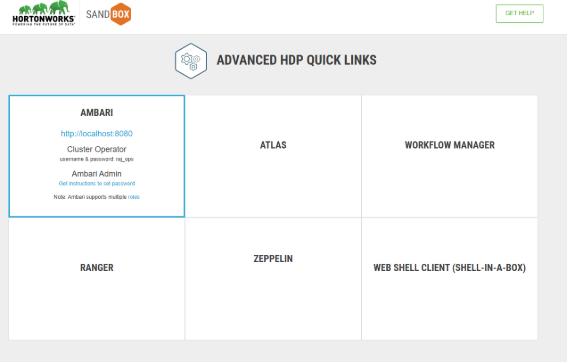 HORTONWORKS
POWERING THE FUTURE OF DATA
SANDBOX
GET HELP
ADVANCED HDP QUICK LINKS
AMBARI
http://localhost:8080
Cluster Operator
username & password: raj_ops
Ambari Admin
Get instructions to set password
Note: Ambari supports multiple roles
ATLAS
WORKFLOW MANAGER
RANGER
ZEPPELIN
WEB SHELL CLIENT (SHELL-IN-A-BOX)